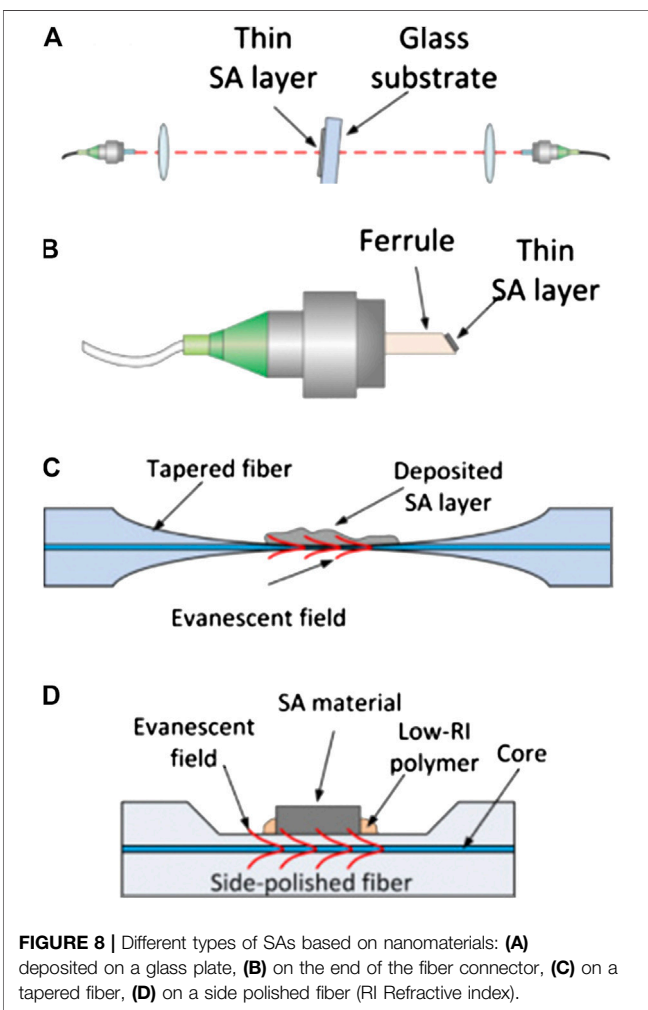 A
Thin
SA layer
Glass
substrate
B
Ferrule
Thin
SA layer
C
Tapered fiber
Deposited
SA layer
Evanescent field
D
SA material
Evanescent
field
Low-RI
polymer
Core
Side-polished fiber
FIGURE 8 | Different types of SAs based on nanomaterials: (A)
deposited on a glass plate, (B) on the end of the fiber connector, (C) on a
tapered fiber, (D) on a side polished fiber (RI Refractive index).